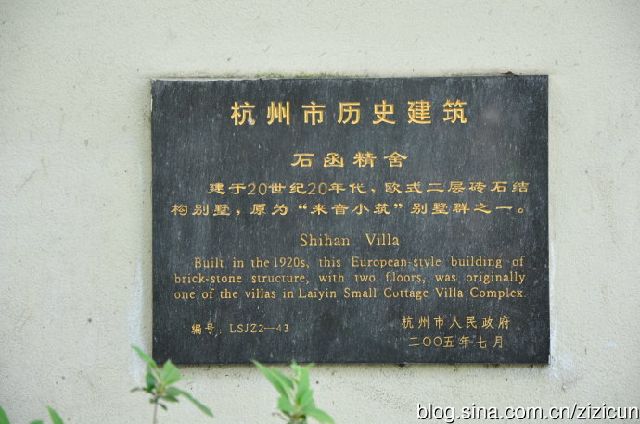 杭州市历史建筑
石函精舍
建于20世纪20年代，欧式二层砖石结
构别墅，原为“来音小筑”别墅群之一。
Shihan Villa
Built in the 1920s, this European-style building of
brick-stone structure, with two floors, was originally
one of the villas in Laiyin Small Cottage Villa Complex.
编号 LSJZ2—43
杭州市人民政府
二〇〇五年七月
blog.sina.com.cn/zizicun